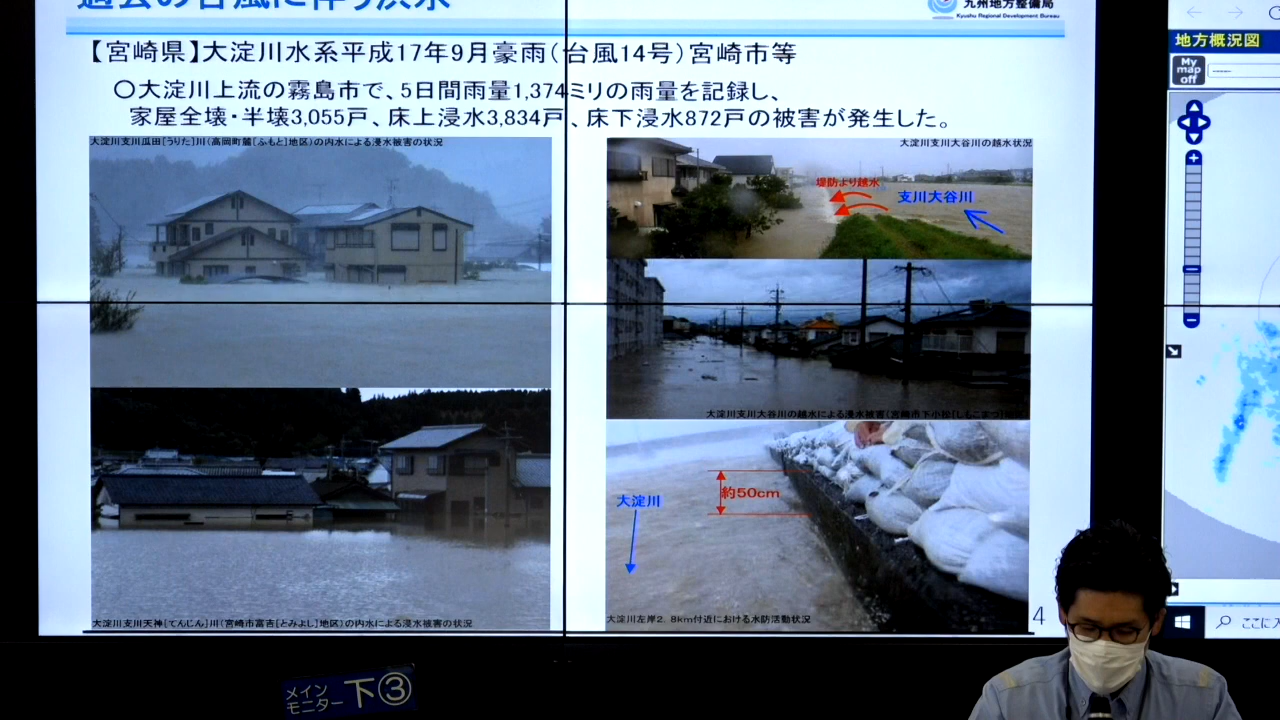 過去の台風に伴う洪水
九州地方整備局
Kyushu Regional Development Bureau
【宮崎県】大淀川水系平成17年9月豪雨(台風14号)宮崎市等
〇大淀川上流の霧島市で、5日間雨量1,374ミリの雨量を記録し、
家屋全壊・半壊3,055戸、床上浸水3,834戸、床下浸水872戸の被害が発生した。
大淀川支川瓜田[うりた]川(高岡町麓[ふもと]地区)の内水による浸水被害の状況
大淀川支川大谷川の越水状況
堤防より越水
支川大谷川
大淀川支川大谷川の越水による浸水被害(宮崎市下小松[しもこまつ]
大淀川
約50cm
大淀川支川天神[てんじん]川(宮崎市富吉[とみよし]地区)の内水による浸水被害の状況
大淀川左岸2.8km付近における水防活動状況
4
地方概況図
My
map
off
ここに入
メイン
モニター 下③